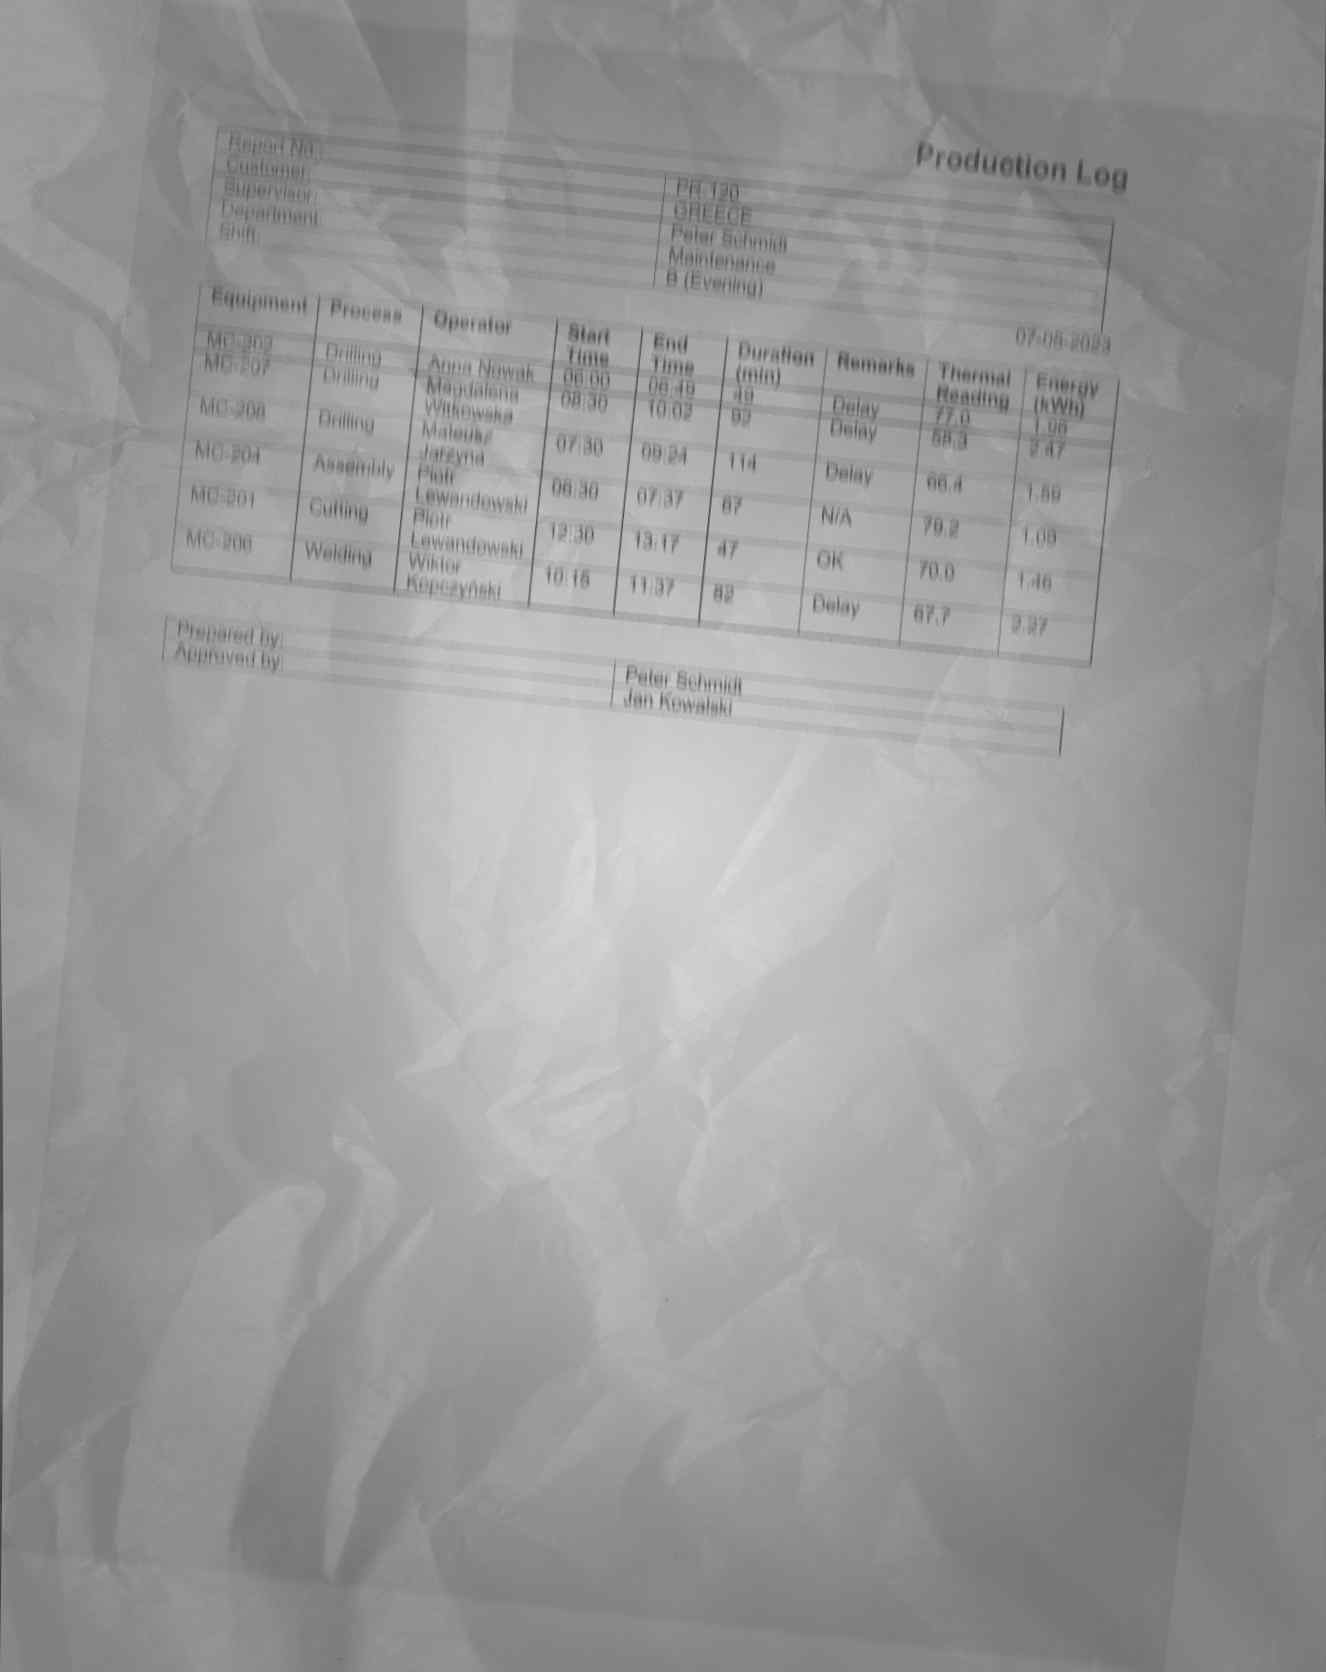 Production Log
Report No.: PR-120
Customer: GREECE
Supervisor: Peter Schmidt
Department: Maintenance
Shift: B (Evening)
07-05-2023
Equipment Process Operator Start Time End Time Duration (min) Remarks Thermal Reading Energy (kWh)
Drilling Anna Nowak 06:00 06:49 49 Delay 77.0
MC-207 Drilling Magdalena Witkowska 08:30 10:02 92 Delay 2.47
MC-208 Drilling Mateusz Jarzyna 07:30 09:24 114 Delay 66.4 1.59
MC-204 Assembly Piotr Lewandowski 06:30 07:37 67 N/A 79.2 1.09
MC-201 Cutting Piotr Lewandowski 12:30 13:17 47 OK 70.0 1.46
MC-206 Welding Wiktor Kopczyński 10:15 11:37 82 Delay 67.7 2.27
Prepared by: Peter Schmidt
Approved by: Jan Kowalski